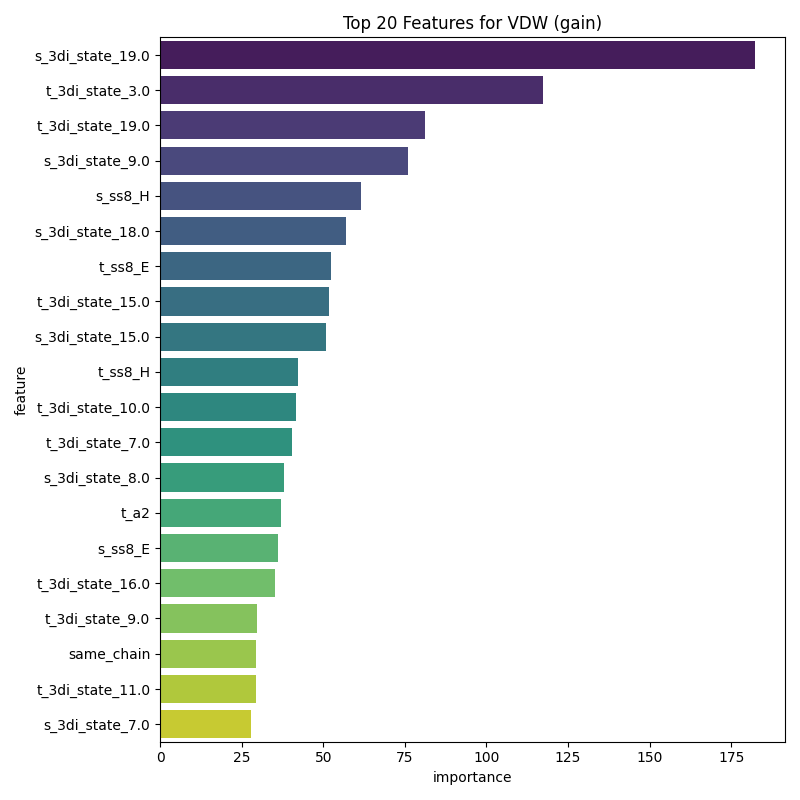 Top 20 Features for VDW (gain)
s_3di_state_19.0
t_3di_state_3.0
t_3di_state_19.0
s_3di_state_9.0
s_ss8_H
s_3di_state_18.0
t_ss8_E
t_3di_state_15.0
s_3di_state_15.0
t_ss8_H
t_3di_state_10.0
t_3di_state_7.0
s_3di_state_8.0
t_a2
s_ss8_E
t_3di_state_16.0
t_3di_state_9.0
same_chain
t_3di_state_11.0
s_3di_state_7.0
feature
0 25 50 75 100 125 150 175
importance